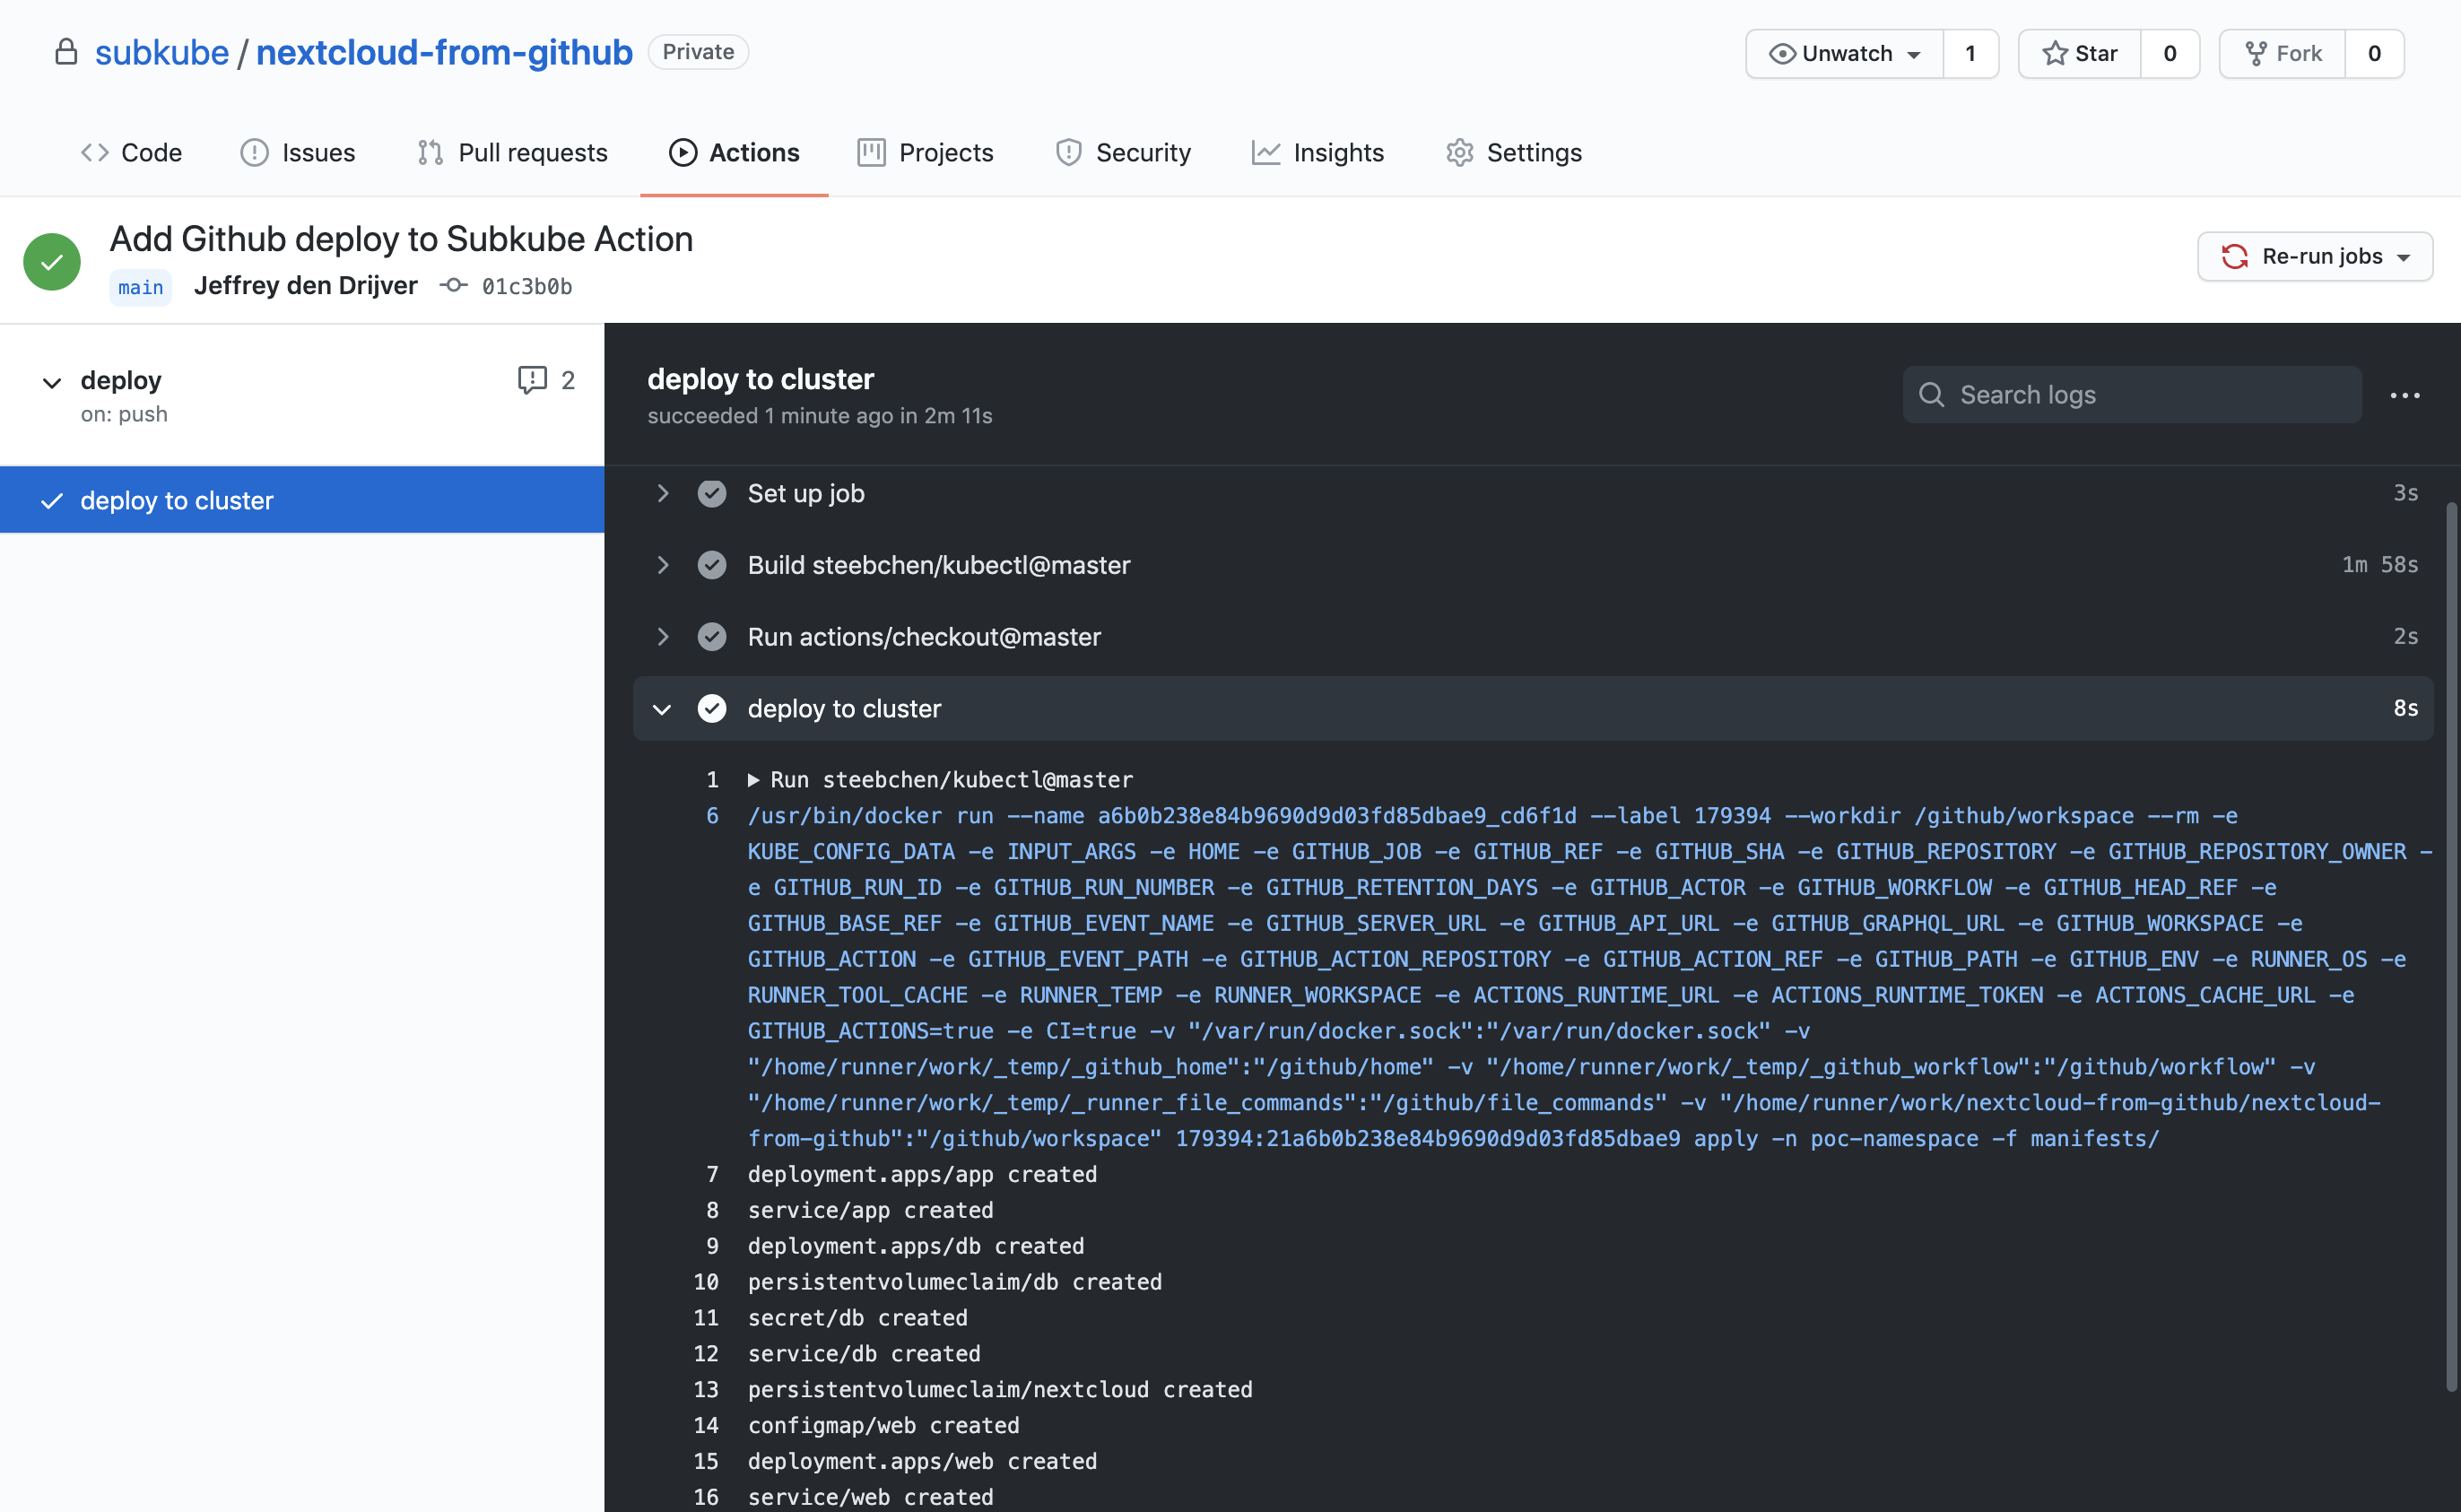 subkube / nextcloud-from-github Private
Unwatch 1 Star 0 Fork 0
Code Issues Pull requests Actions Projects Security Insights Settings
Add Github deploy to Subkube Action
main Jeffrey den Drijver 01c3b0b
Re-run jobs
deploy 2
on: push
deploy to cluster
deploy to cluster
succeeded 1 minute ago in 2m 11s
Search logs
Set up job 3s
Build steebchen/kubectl@master 1m 58s
Run actions/checkout@master 2s
deploy to cluster 8s
1 Run steebchen/kubectl@master
6 /usr/bin/docker run --name a6b0b238e84b9690d9d03fd85dbae9_cd6f1d --label 179394 --workdir /github/workspace --rm -e
KUBE_CONFIG_DATA -e INPUT_ARGS -e HOME -e GITHUB_JOB -e GITHUB_REF -e GITHUB_SHA -e GITHUB_REPOSITORY -e GITHUB_REPOSITORY_OWNER -
e GITHUB_RUN_ID -e GITHUB_RUN_NUMBER -e GITHUB_RETENTION_DAYS -e GITHUB_ACTOR -e GITHUB_WORKFLOW -e GITHUB_HEAD_REF -e
GITHUB_BASE_REF -e GITHUB_EVENT_NAME -e GITHUB_SERVER_URL -e GITHUB_API_URL -e GITHUB_GRAPHQL_URL -e GITHUB_WORKSPACE -e
GITHUB_ACTION -e GITHUB_EVENT_PATH -e GITHUB_ACTION_REPOSITORY -e GITHUB_ACTION_REF -e GITHUB_PATH -e GITHUB_ENV -e RUNNER_OS -e
RUNNER_TOOL_CACHE -e RUNNER_TEMP -e RUNNER_WORKSPACE -e ACTIONS_RUNTIME_URL -e ACTIONS_RUNTIME_TOKEN -e ACTIONS_CACHE_URL -e
GITHUB_ACTIONS=true -e CI=true -v "/var/run/docker.sock":"/var/run/docker.sock" -v
"/home/runner/work/_temp/_github_home":"/github/home" -v "/home/runner/work/_temp/_github_workflow":"/github/workflow" -v
"/home/runner/work/_temp/_runner_file_commands":"/github/file_commands" -v "/home/runner/work/nextcloud-from-github/nextcloud-
from-github":"/github/workspace" 179394:21a6b0b238e84b9690d9d03fd85dbae9 apply -n poc-namespace -f manifests/
7 deployment.apps/app created
8 service/app created
9 deployment.apps/db created
10 persistentvolumeclaim/db created
11 secret/db created
12 service/db created
13 persistentvolumeclaim/nextcloud created
14 configmap/web created
15 deployment.apps/web created
16 service/web created